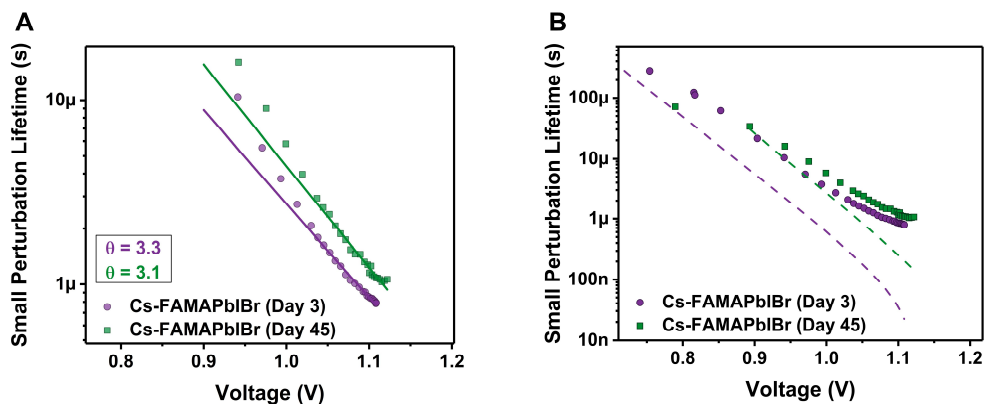 A
Small Perturbation Lifetime (s)
10µ
1µ
θ = 3.3
θ = 3.1
Cs-FAMAPbIBr (Day 3)
Cs-FAMAPbIBr (Day 45)
0.8 0.9 1.0 1.1 1.2
Voltage (V)
B
Small Perturbation Lifetime (s)
100µ
10µ
1µ
100n
10n
Cs-FAMAPbIBr (Day 3)
Cs-FAMAPbIBr (Day 45)
0.8 0.9 1.0 1.1 1.2
Voltage (V)